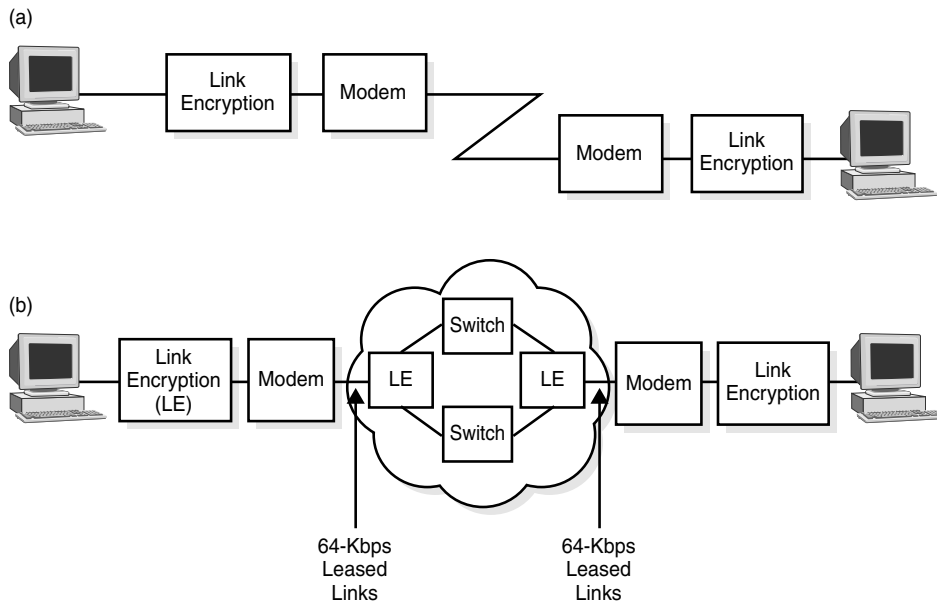 (a)
Link
Encryption
Modem
Modem
Link
Encryption
(b)
Link
Encryption
(LE)
Modem
LE
Switch
Switch
LE
Modem
Link
Encryption
64-Kbps
Leased
Links
64-Kbps
Leased
Links